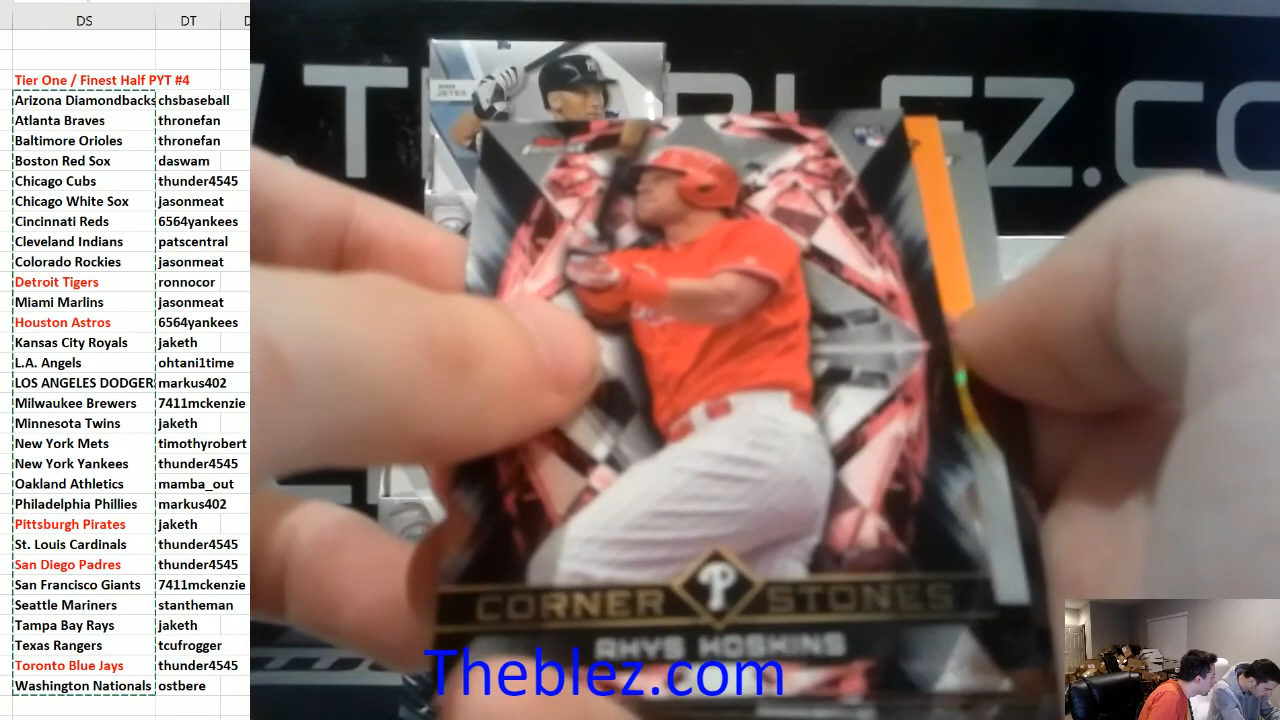 DS DT
Tier One / Finest Half PYT #4
Arizona Diamondbacks chsbaseball
Atlanta Braves thronefan
Baltimore Orioles thronefan
Boston Red Sox daswam
Chicago Cubs thunder4545
Chicago White Sox jasonmeat
Cincinnati Reds 6564yankees
Cleveland Indians patscentral
Colorado Rockies jasonmeat
Detroit Tigers ronnocor
Miami Marlins jasonmeat
Houston Astros 6564yankees
Kansas City Royals jaketh
L.A. Angels ohtani1time
LOS ANGELES DODGER markus402
Milwaukee Brewers 7411mckenzie
Minnesota Twins jaketh
New York Mets timothyrobert
New York Yankees thunder4545
Oakland Athletics mamba_out
Philadelphia Phillies markus402
Pittsburgh Pirates jaketh
St. Louis Cardinals thunder4545
San Diego Padres thunder4545
San Francisco Giants 7411mckenzie
Seattle Mariners stantheman
Tampa Bay Rays jaketh
Texas Rangers tcufrogger
Toronto Blue Jays thunder4545
Washington Nationals ostbere
JETER
EZ.CO
CORNER P STONES
RHYS HOSKINS
Theblez.com